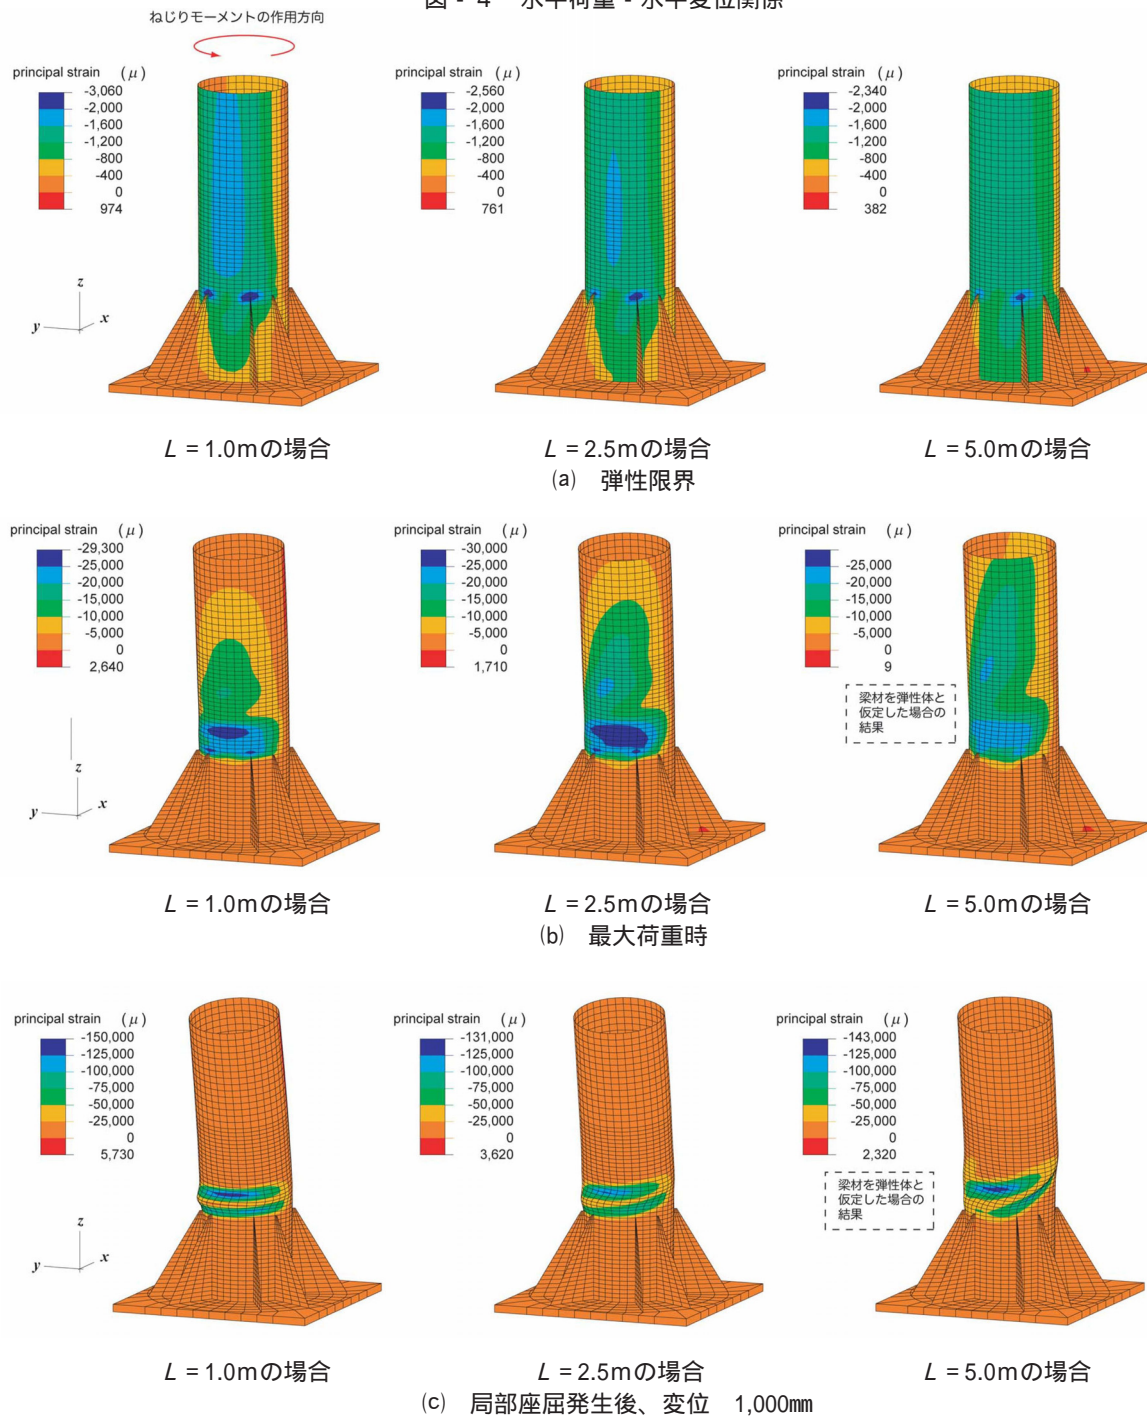 図 - 4 水平荷重 - 水平変位関係
ねじりモーメントの作用方向
principal strain (μ)
-3,060
-2,000
-1,600
-1,200
-800
-400
0
974
z
y
x
principal strain (μ)
-2,560
-2,000
-1,600
-1,200
-800
-400
0
761
principal strain (μ)
-2,340
-2,000
-1,600
-1,200
-800
-400
0
382
L = 1.0mの場合
L = 2.5mの場合
L = 5.0mの場合
(a) 弾性限界
principal strain (μ)
-29,300
-25,000
-20,000
-15,000
-10,000
-5,000
0
2,640
z
y
x
principal strain (μ)
-30,000
-25,000
-20,000
-15,000
-10,000
-5,000
0
1,710
principal strain (μ)
-25,000
-20,000
-15,000
-10,000
-5,000
0
9
梁材を弾性体と
仮定した場合の
結果
L = 1.0mの場合
L = 2.5mの場合
L = 5.0mの場合
(b) 最大荷重時
principal strain (μ)
-150,000
-125,000
-100,000
-75,000
-50,000
-25,000
0
5,730
z
y
x
principal strain (μ)
-131,000
-125,000
-100,000
-75,000
-50,000
-25,000
0
3,620
principal strain (μ)
-143,000
-125,000
-100,000
-75,000
-50,000
-25,000
0
2,320
梁材を弾性体と
仮定した場合の
結果
L = 1.0mの場合
L = 2.5mの場合
L = 5.0mの場合
(c) 局部座屈発生後、変位 1,000㎜